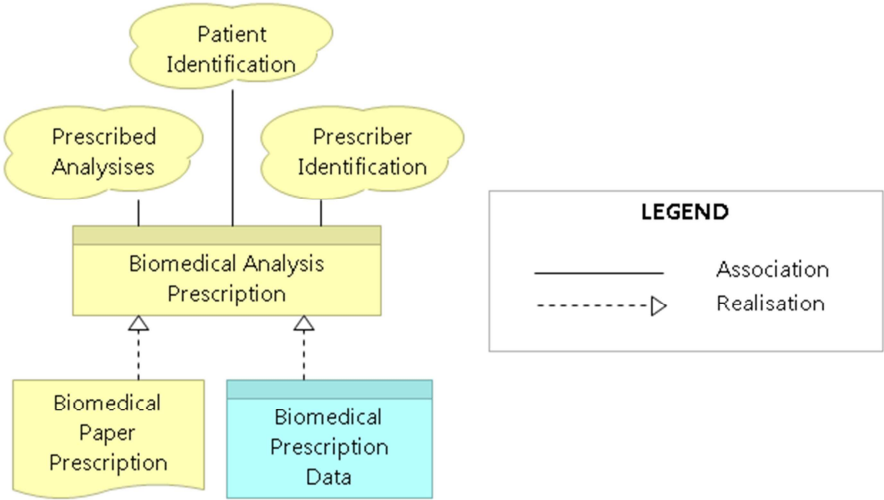 Patient
Identification
Prescribed
Analysises
Prescriber
Identification
Biomedical Analysis
Prescription
Biomedical
Paper
Prescription
Biomedical
Prescription
Data
LEGEND
Association
Realisation